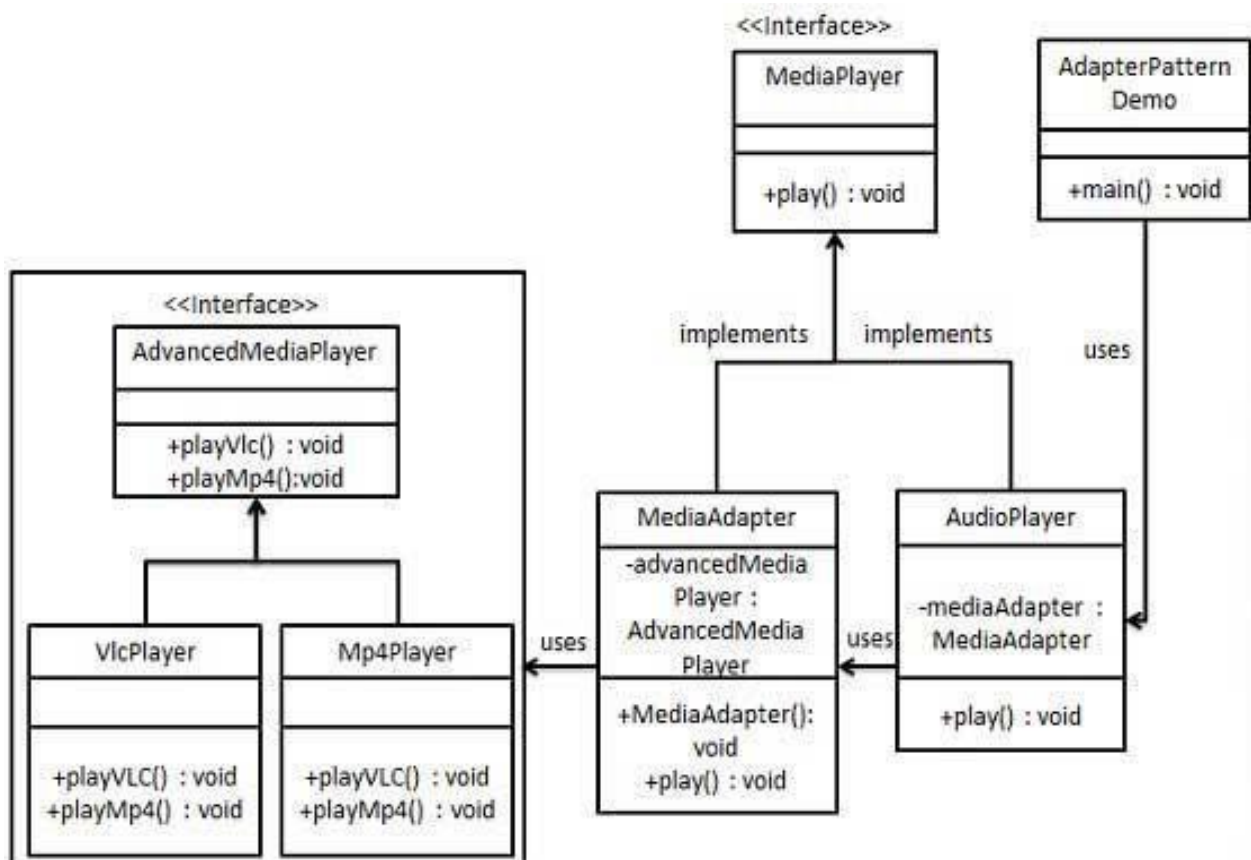 <<Interface>>
MediaPlayer
+play() : void
AdapterPattern
Demo
+main() : void
implements
implements
uses
<<Interface>>
AdvancedMediaPlayer
+playVlc() : void
+playMp4():void
VlcPlayer
+playVLC() : void
+playMp4() : void
Mp4Player
+playVLC() : void
+playMp4() : void
uses
MediaAdapter
-advancedMedia
Player :
AdvancedMedia
Player
+MediaAdapter():
void
+play() : void
uses
AudioPlayer
-mediaAdapter :
MediaAdapter
+play() : void